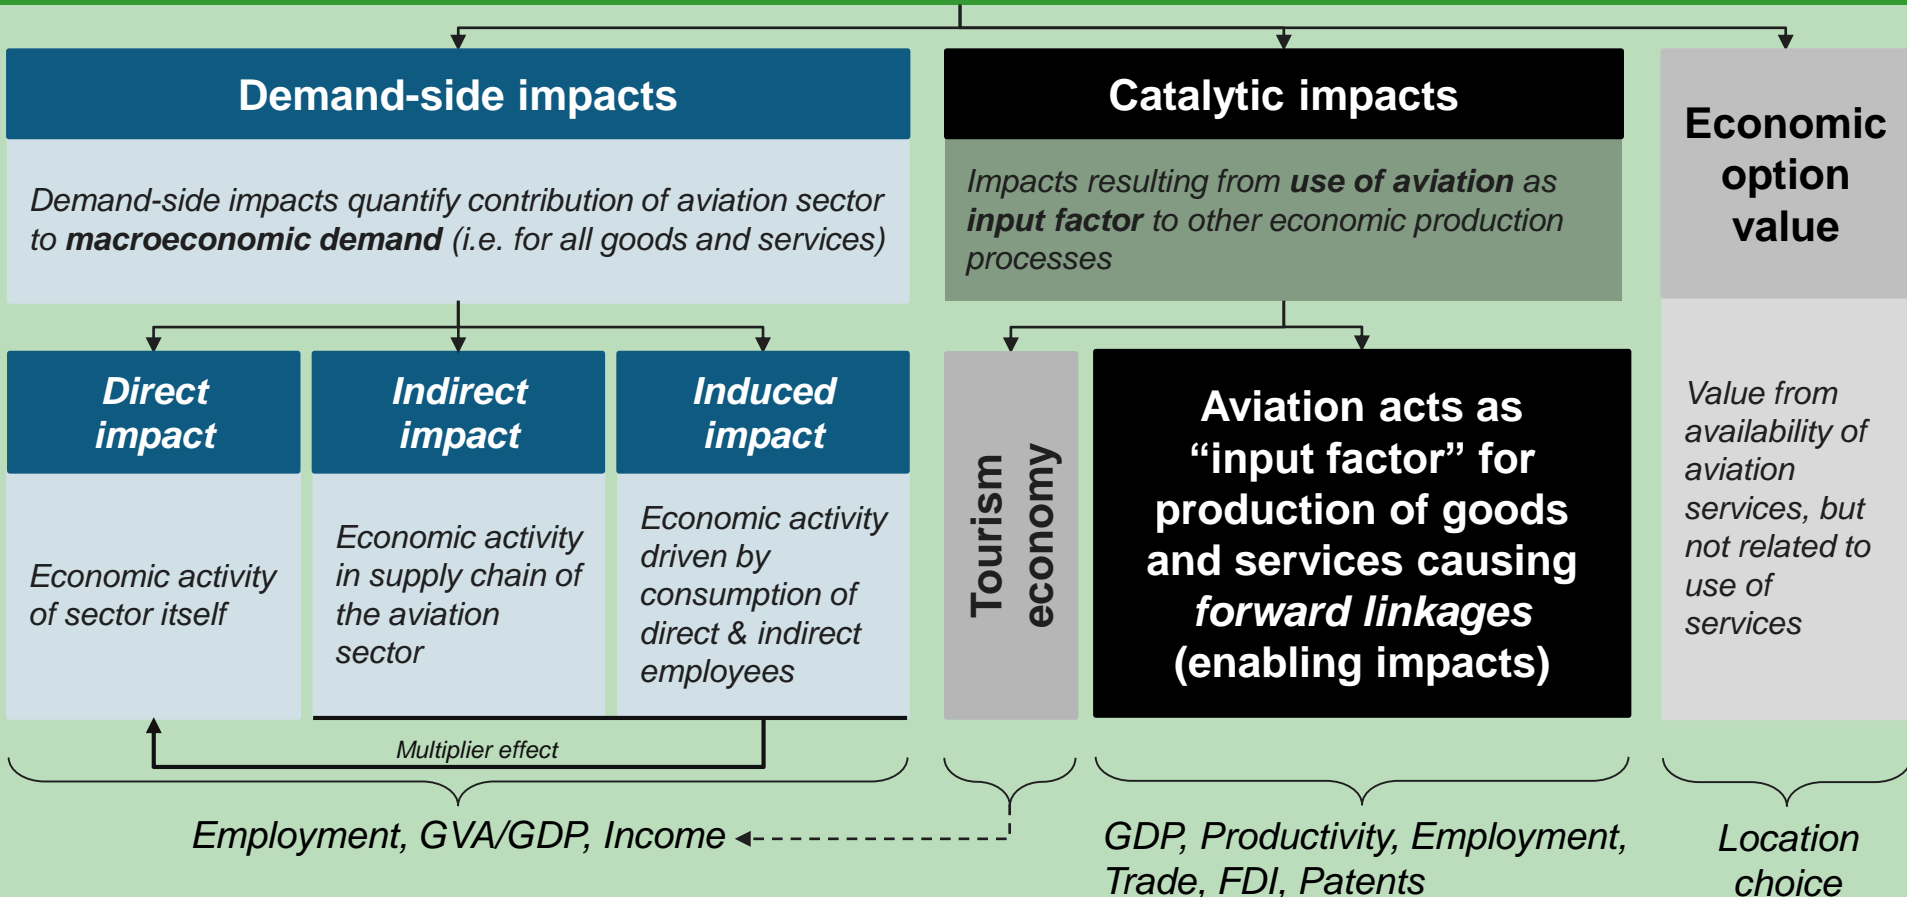 Demand-side impacts
Demand-side impacts quantify contribution of aviation sector
to macroeconomic demand (i.e. for all goods and services)
Catalytic impacts
Impacts resulting from use of aviation as
input factor to other economic production
processes
Economic
option
value
Direct
impact
Economic activity
of sector itself
Indirect
impact
Economic activity
in supply chain of
the aviation
sector
Induced
impact
Economic activity
driven by
consumption of
direct & indirect
employees
Tourism
economy
Aviation acts as
“input factor” for
production of goods
and services causing
forward linkages
(enabling impacts)
Value from
availability of
aviation
services, but
not related to
use of
services
Multiplier effect
Employment, GVA/GDP, Income
GDP, Productivity, Employment,
Trade, FDI, Patents
Location
choice